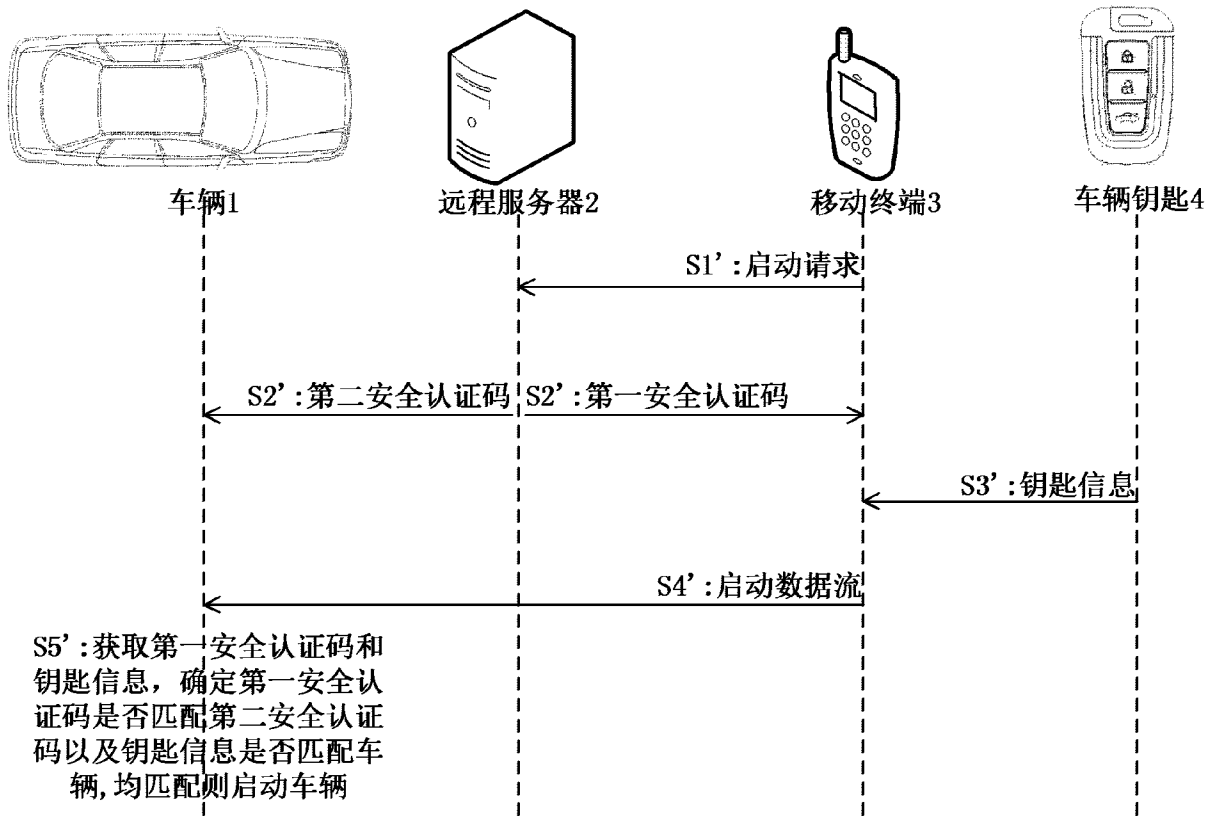 车辆1
远程服务器2
移动终端3
车辆钥匙4
S1':启动请求
S2':第二安全认证码
S2':第一安全认证码
S3':钥匙信息
S4':启动数据流
S5':获取第一安全认证码和
钥匙信息，确定第一安全认
证码是否匹配第二安全认证
码以及钥匙信息是否匹配车
辆,均匹配则启动车辆